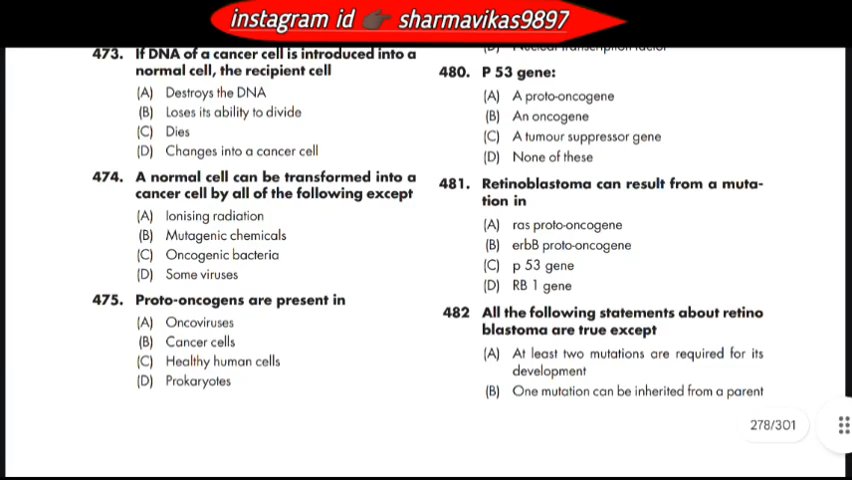 instagram id sharmavikas9897
473. If DNA of a cancer cell is introduced into a
normal cell, the recipient cell
(A) Destroys the DNA
(B) Loses its ability to divide
(C) Dies
(D) Changes into a cancer cell
474. A normal cell can be transformed into a
cancer cell by all of the following except
(A) Ionising radiation
(B) Mutagenic chemicals
(C) Oncogenic bacteria
(D) Some viruses
475. Proto-oncogens are present in
(A) Oncoviruses
(B) Cancer cells
(C) Healthy human cells
(D) Prokaryotes
(D) Nuclear transcription factor
480. P 53 gene:
(A) A proto-oncogene
(B) An oncogene
(C) A tumour suppressor gene
(D) None of these
481. Retinoblastoma can result from a muta-
tion in
(A) ras proto-oncogene
(B) erbB proto-oncogene
(C) p 53 gene
(D) RB 1 gene
482 All the following statements about retino
blastoma are true except
(A) At least two mutations are required for its
development
(B) One mutation can be inherited from a parent
278/301